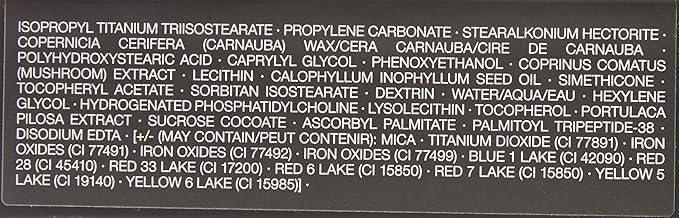 ISOPROPYL TITANIUM TRIISOSTEARATE · PROPYLENE CARBONATE · STEARALKONIUM HECTORITE ·
COPERNICIA CERIFERA (CARNAUBA) WAX/CERA CARNAUBA/CIRE DE CARNAUBA ·
POLYHYDROXYSTEARIC ACID · CAPRYLYL GLYCOL · PHENOXYETHANOL · COPRINUS COMATUS
(MUSHROOM) EXTRACT · LECITHIN · CALOPHYLLUM INOPHYLLUM SEED OIL · SIMETHICONE ·
TOCOPHERYL ACETATE · SORBITAN ISOSTEARATE · DEXTRIN · WATER/AQUA/EAU · HEXYLENE
GLYCOL · HYDROGENATED PHOSPHATIDYLCHOLINE · LYSOLECITHIN · TOCOPHEROL · PORTULACA
PILOSA EXTRACT · SUCROSE COCOATE · ASCORBYL PALMITATE · PALMITOYL TRIPEPTIDE-38 ·
DISODIUM EDTA · [+/- (MAY CONTAIN/PEUT CONTENIR): MICA · TITANIUM DIOXIDE (CI 77891) · IRON
OXIDES (CI 77491) · IRON OXIDES (CI 77492) · IRON OXIDES (CI 77499) · BLUE 1 LAKE (CI 42090) · RED
28 (CI 45410) · RED 33 LAKE (CI 17200) · RED 6 LAKE (CI 15850) · RED 7 LAKE (CI 15850) · YELLOW 5
LAKE (CI 19140) · YELLOW 6 LAKE (CI 15985)] ·